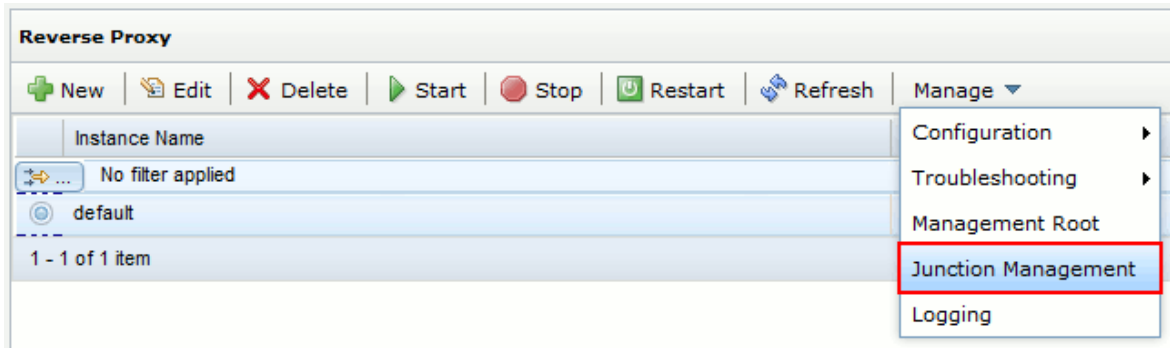 Reverse Proxy
New Edit Delete Start Stop Restart Refresh Manage
Instance Name
Configuration
... No filter applied
Troubleshooting
default
Management Root
1 - 1 of 1 item
Junction Management
Logging